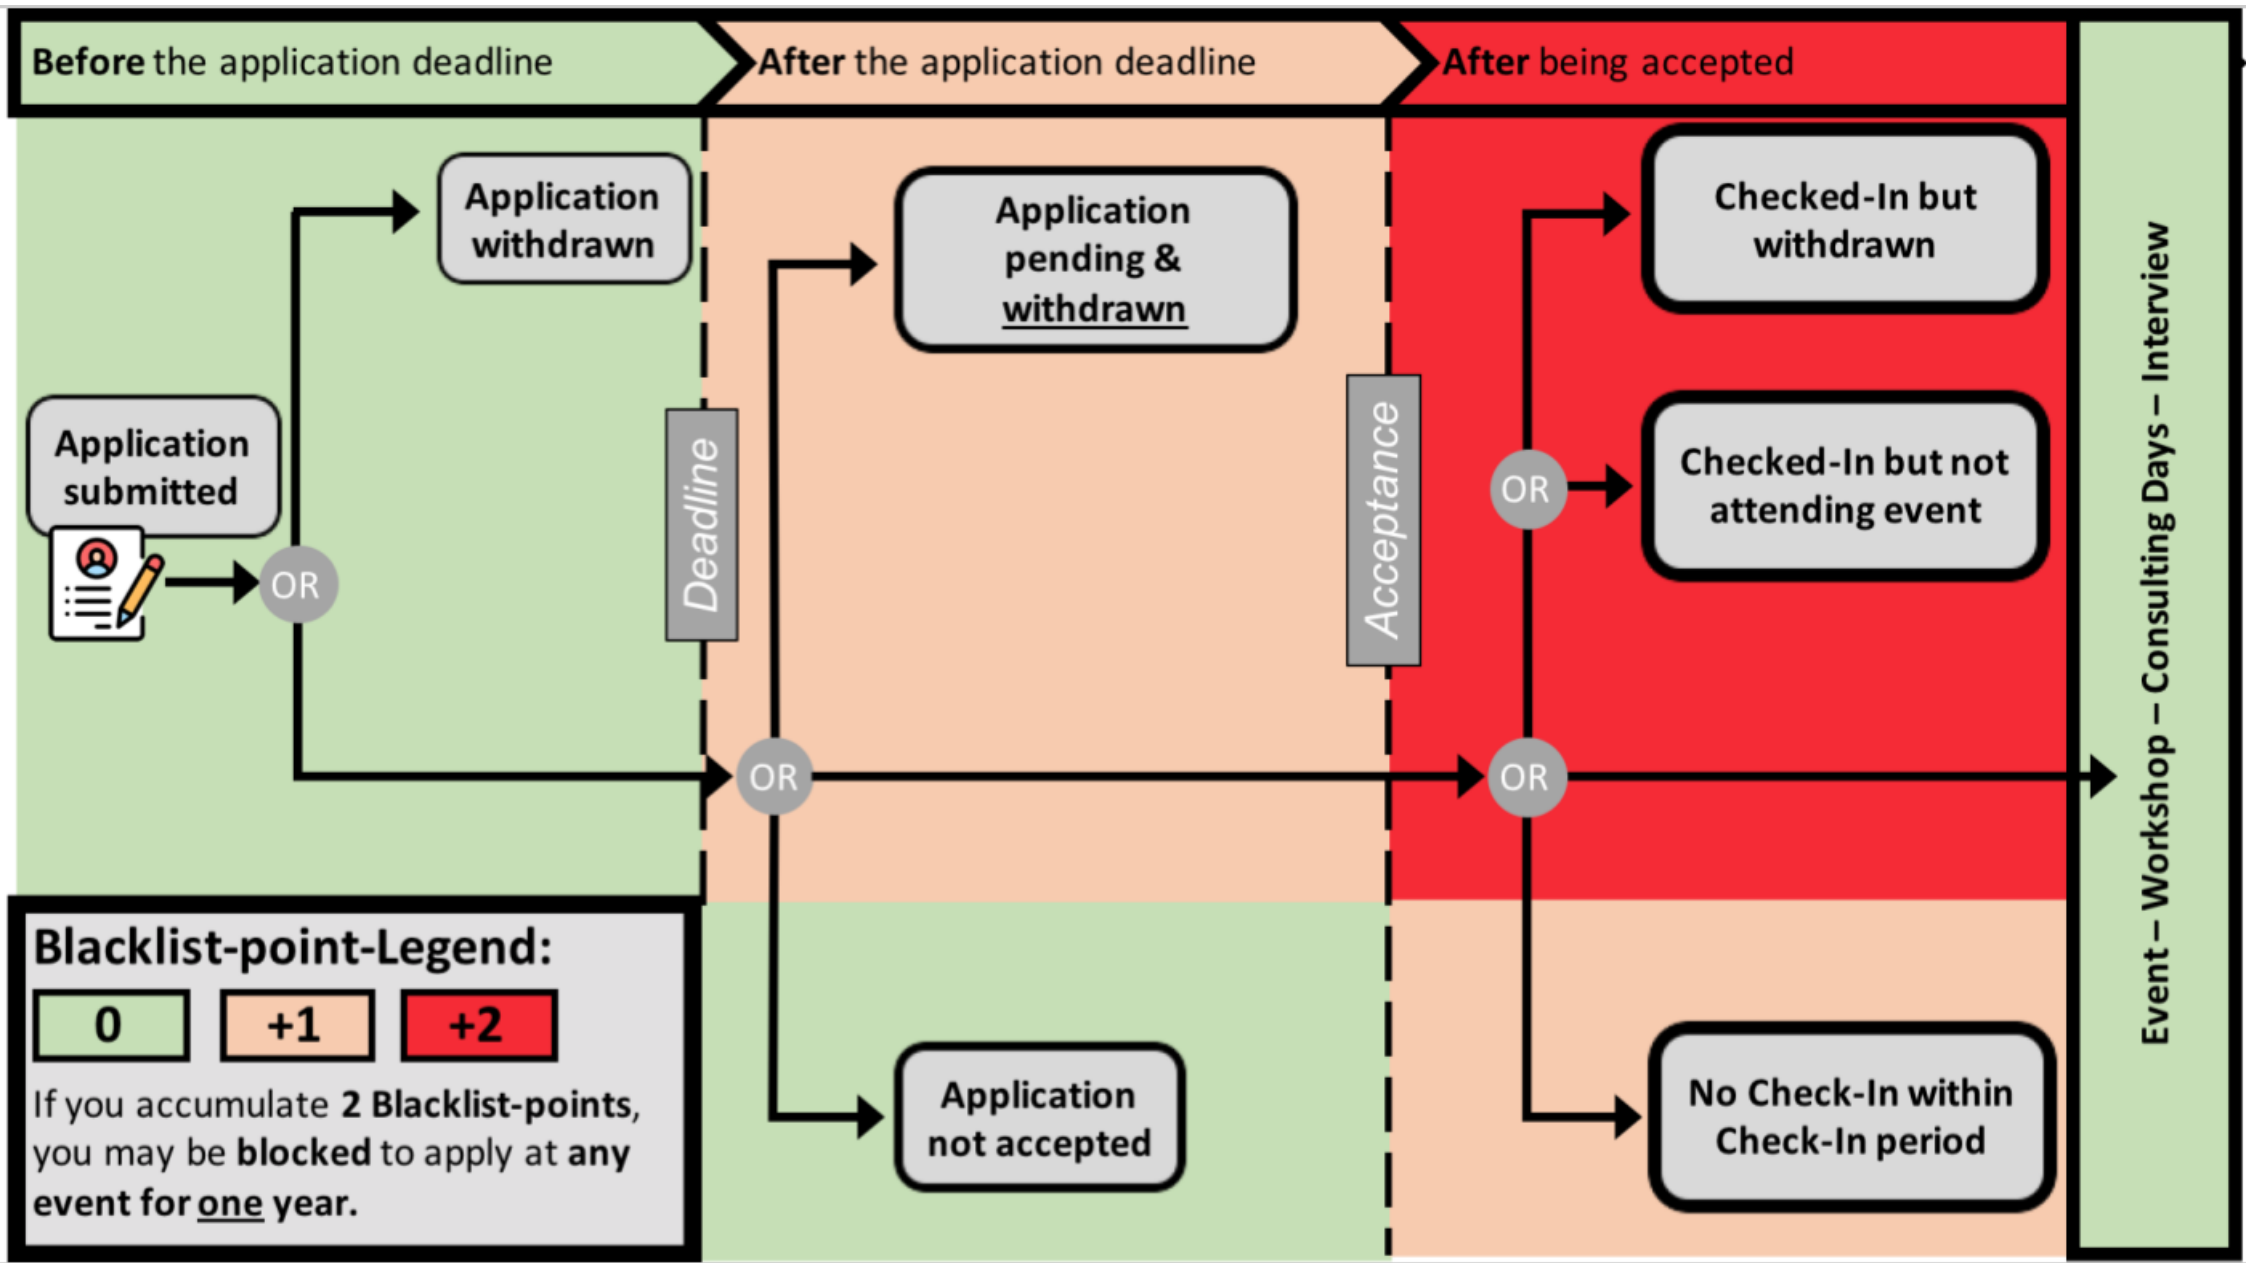 Before the application deadline
After the application deadline
After being accepted
Application
withdrawn
Application
submitted
OR
Deadline
Application
pending &
withdrawn
OR
Application
not accepted
Acceptance
Checked-In but
withdrawn
OR
Checked-In but not
attending event
OR
No Check-In within
Check-In period
Event – Workshop – Consulting Days – Interview
Blacklist-point-Legend:
0 +1 +2
If you accumulate 2 Blacklist-points,
you may be blocked to apply at any
event for one year.